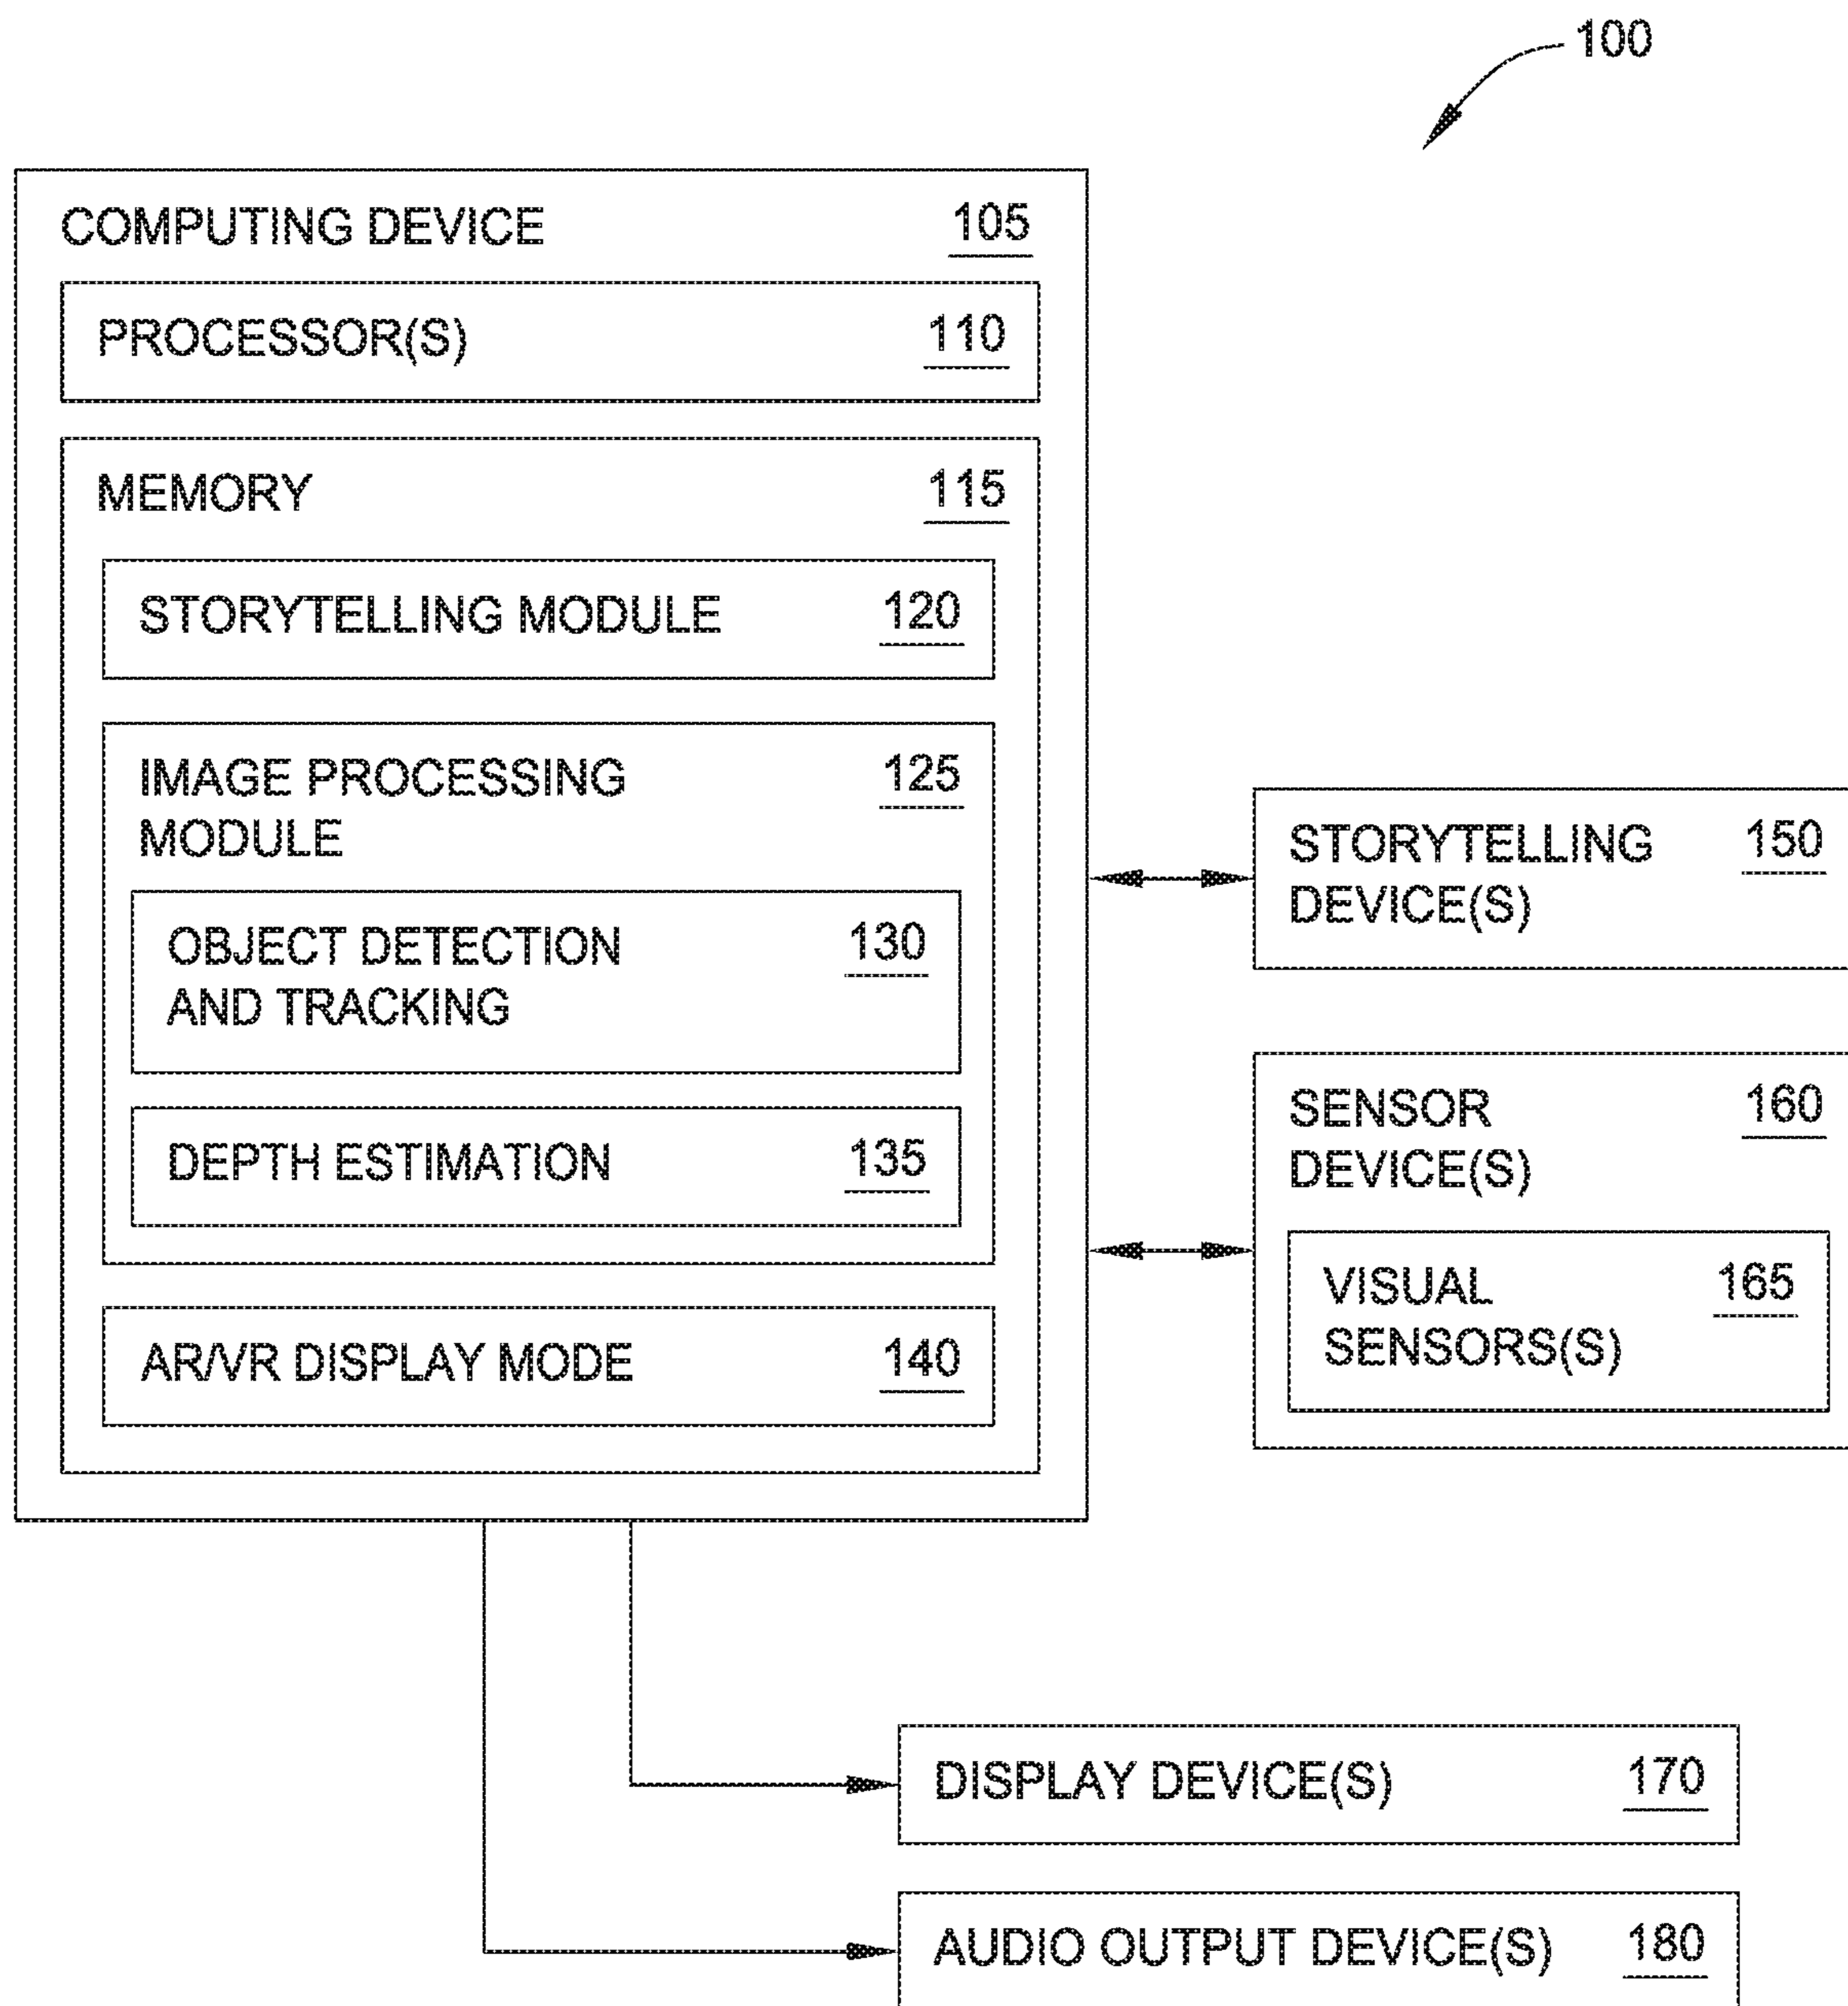 100
COMPUTING DEVICE 105
PROCESSOR(S) 110
MEMORY 115
STORYTELLING MODULE 120
IMAGE PROCESSING 125
MODULE
OBJECT DETECTION 130
AND TRACKING
DEPTH ESTIMATION 135
AR/VR DISPLAY MODE 140
STORYTELLING 150
DEVICE(S)
SENSOR 160
DEVICE(S)
VISUAL 165
SENSORS(S)
DISPLAY DEVICE(S) 170
AUDIO OUTPUT DEVICE(S) 180